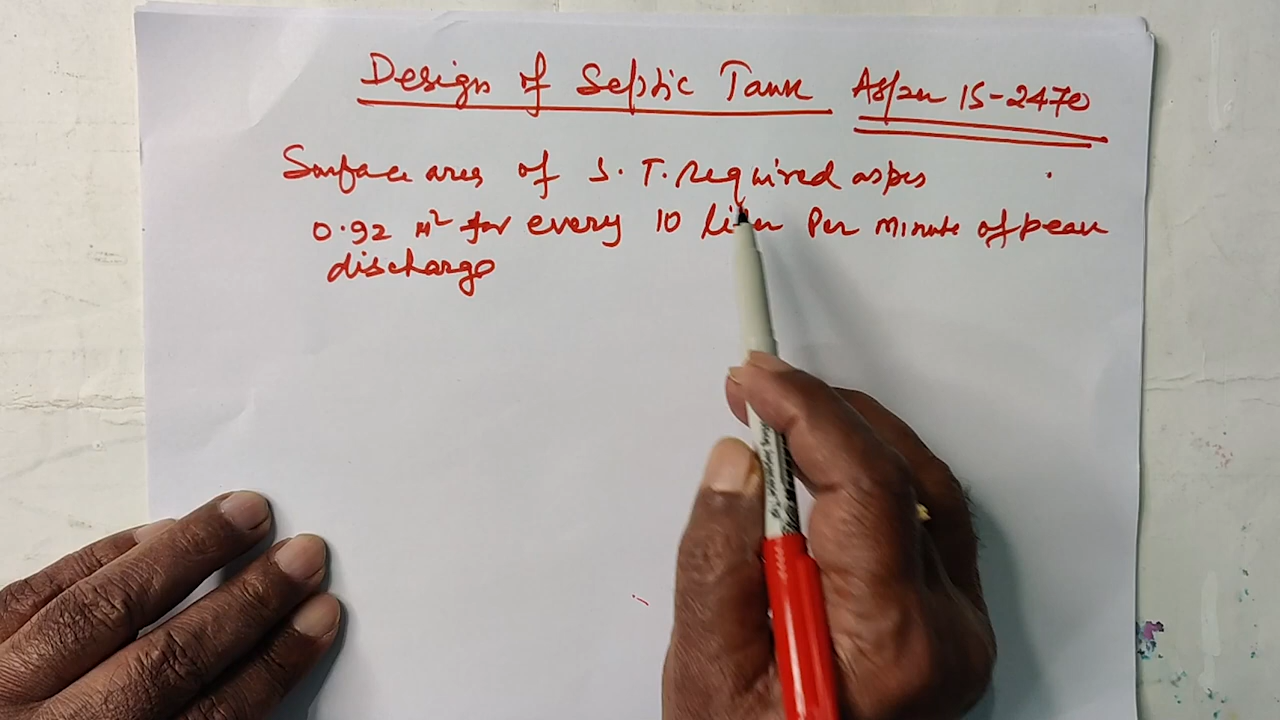 Design of Septic Tank As per IS-2470
Surface area of S.T. required as per
0.92 M² for every 10 liter Per minute of peak
discharge